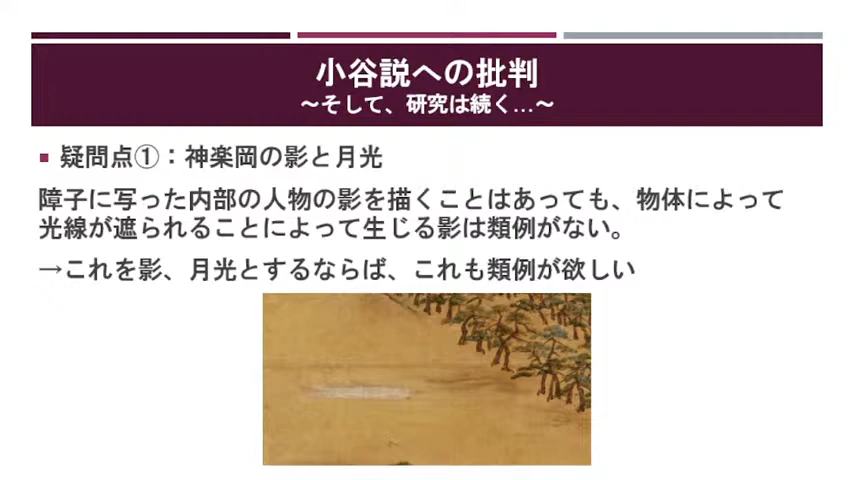 小谷説への批判
～そして、研究は続く…～
疑問点①：神楽岡の影と月光
障子に写った内部の人物の影を描くことはあっても、物体によって
光線が遮られることによって生じる影は類例がない。
→これを影、月光とするならば、これも類例が欲しい